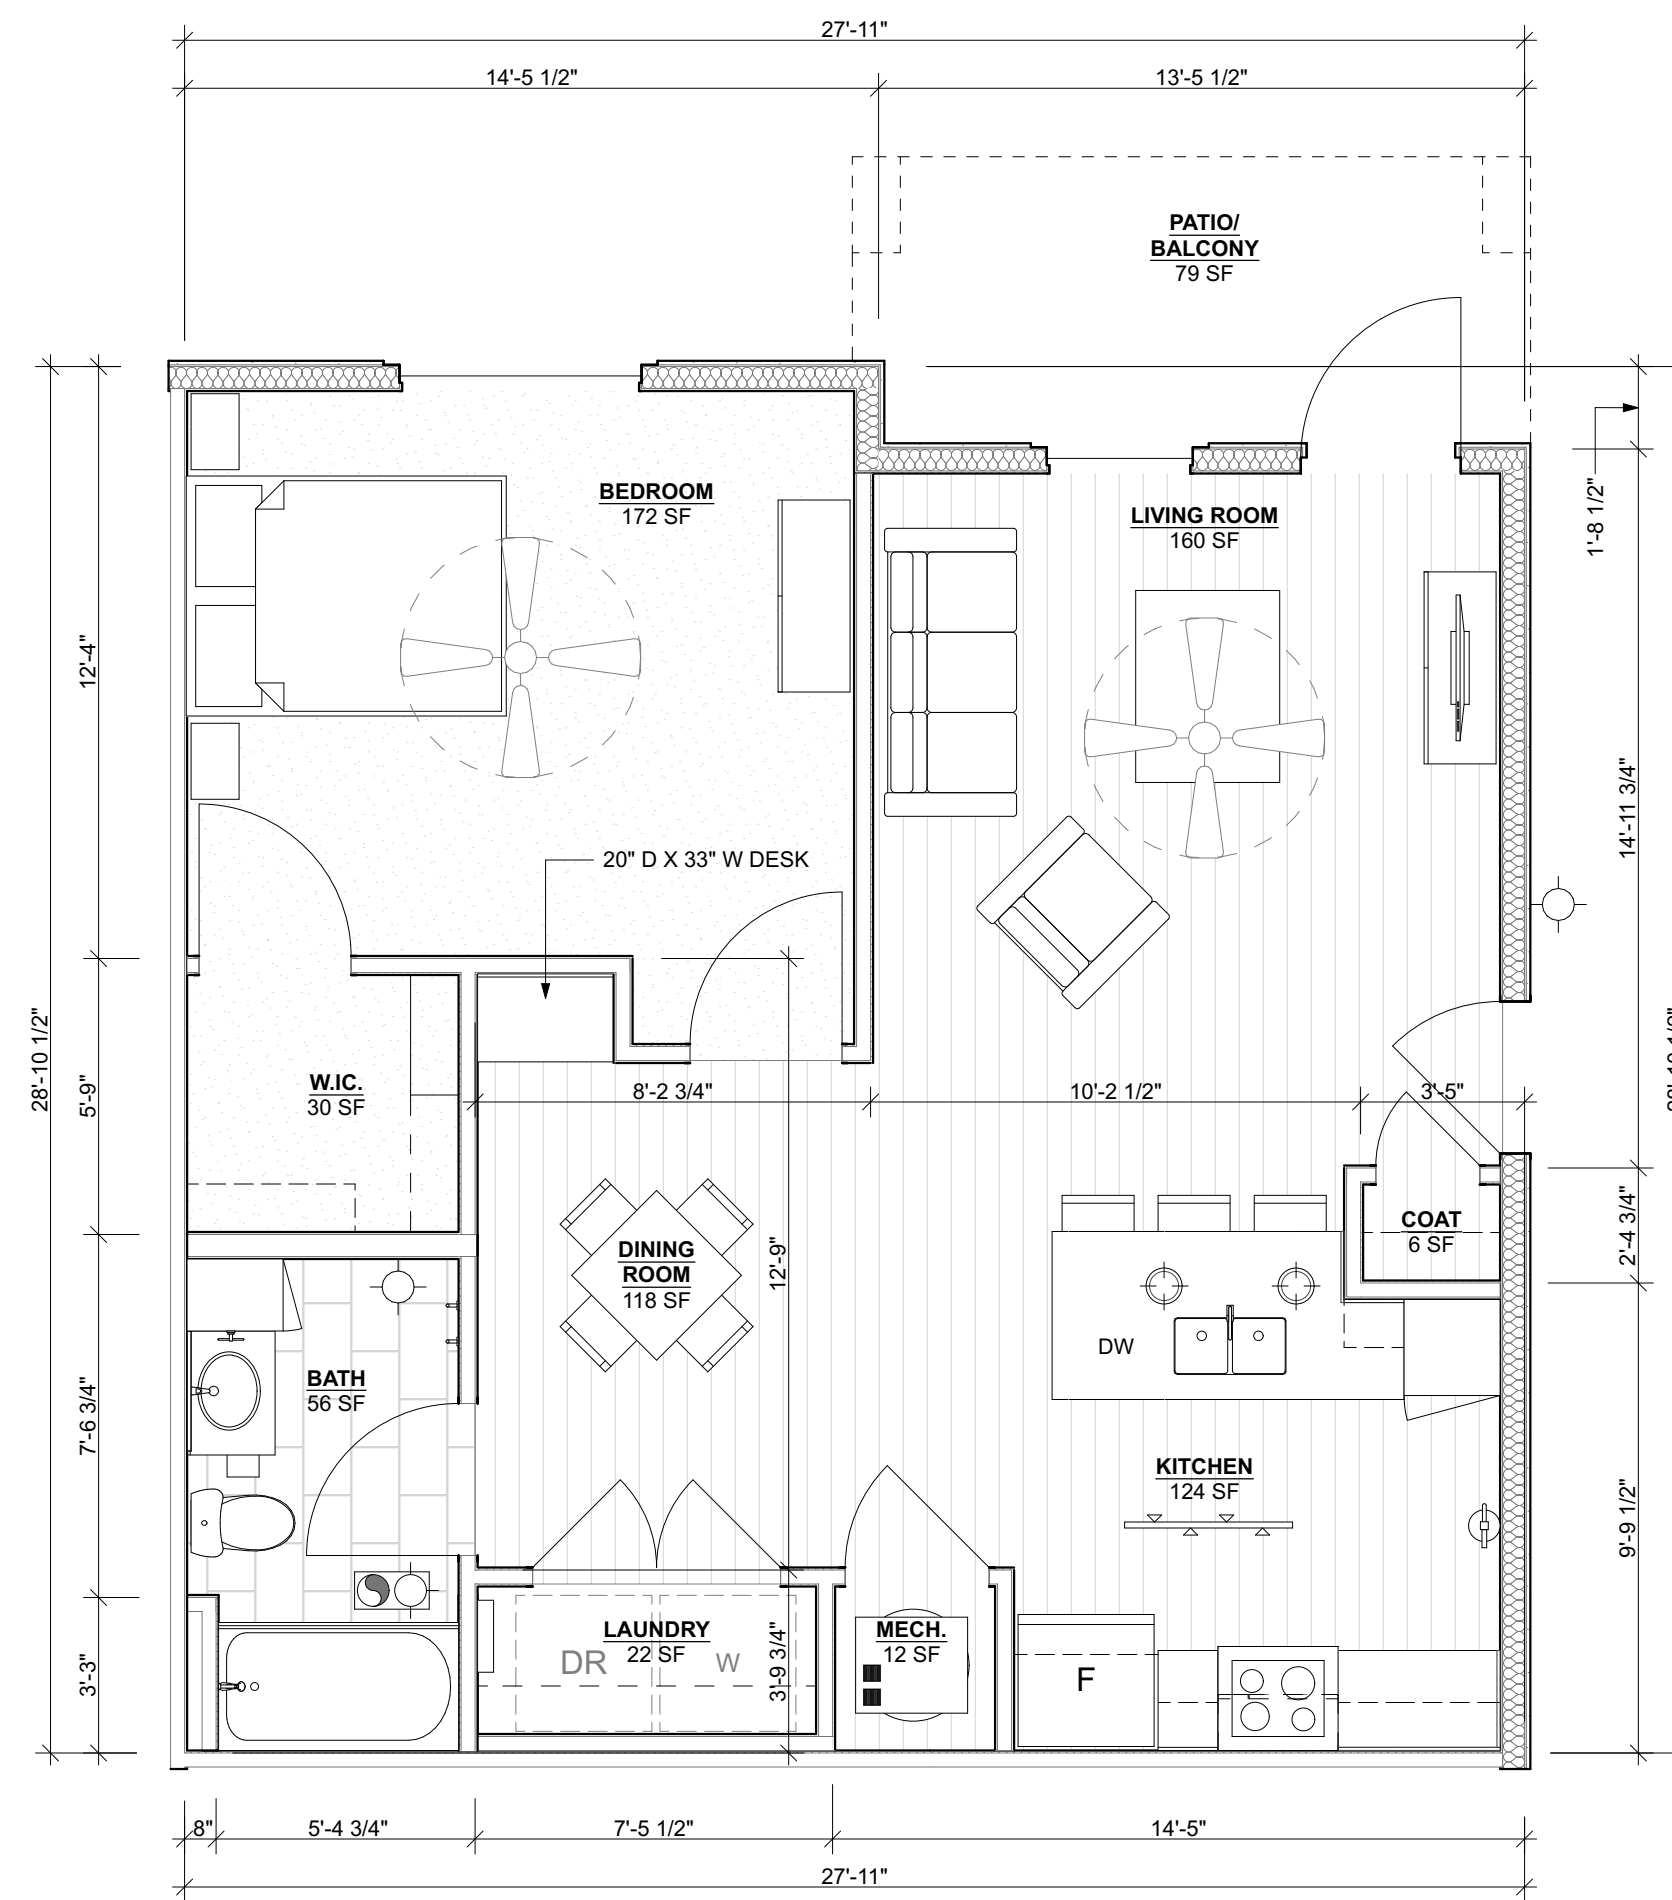 27'-11"
14'-5 1/2"
13'-5 1/2"
PATIO/
BALCONY
79 SF
BEDROOM
172 SF
LIVING ROOM
160 SF
1'-8 1/2"
12'-4"
14'-11 3/4"
20" D X 33" W DESK
28'-10 1/2"
5'-9"
W.IC.
30 SF
8'-2 3/4"
10'-2 1/2"
3'-5"
COAT
6 SF
2'-4 3/4"
DINING
ROOM
118 SF
12'-9"
DW
BATH
56 SF
7'-6 3/4"
KITCHEN
124 SF
9'-9 1/2"
LAUNDRY
22 SF
DR
W
3'-9 3/4"
MECH.
12 SF
F
3'-3"
8"
5'-4 3/4"
7'-5 1/2"
14'-5"
27'-11"